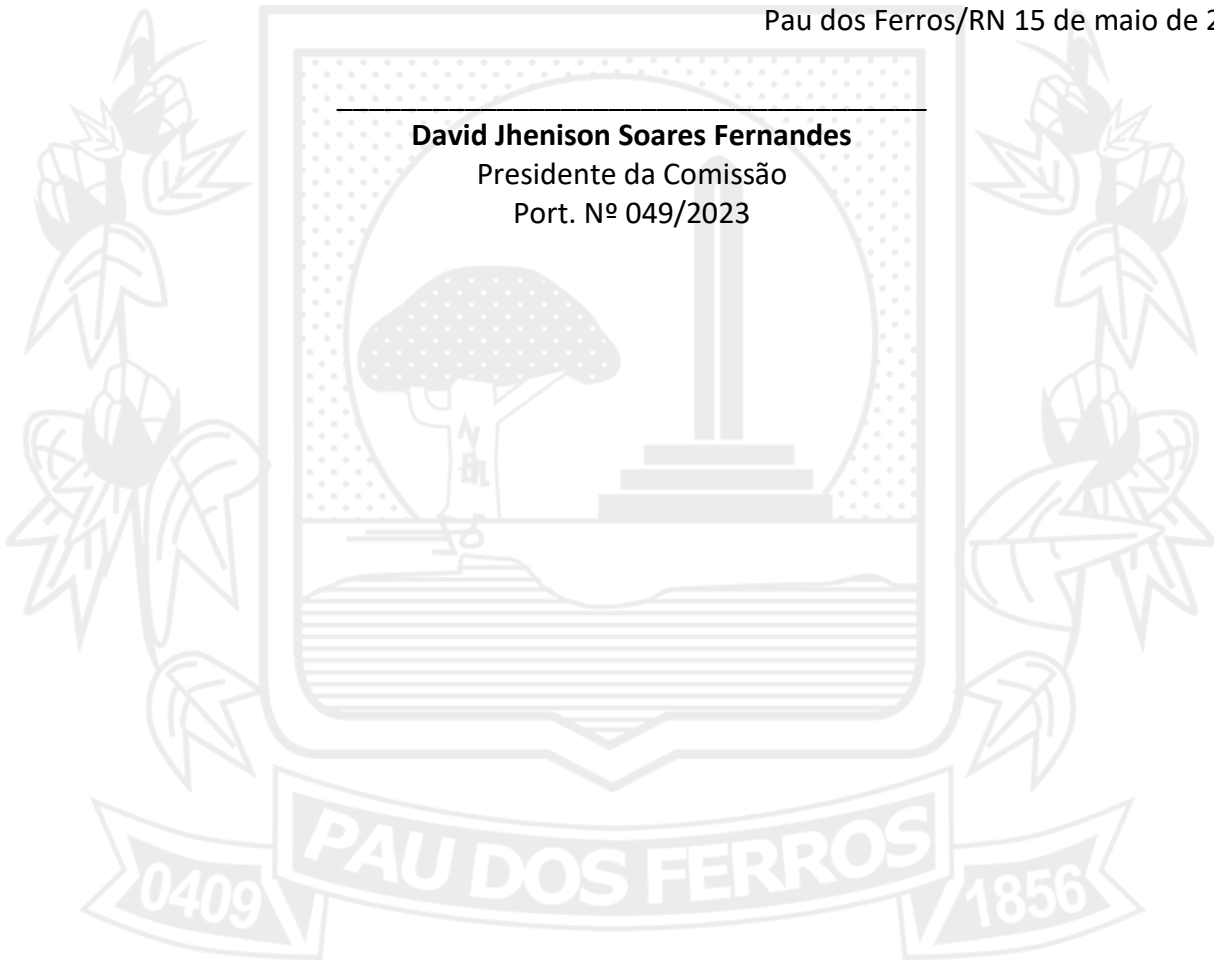 Pau dos Ferros/RN 15 de maio de 2
David Jhenison Soares Fernandes
Presidente da Comissão
Port. Nº 049/2023
PAU DOS FERROS
0409
1856